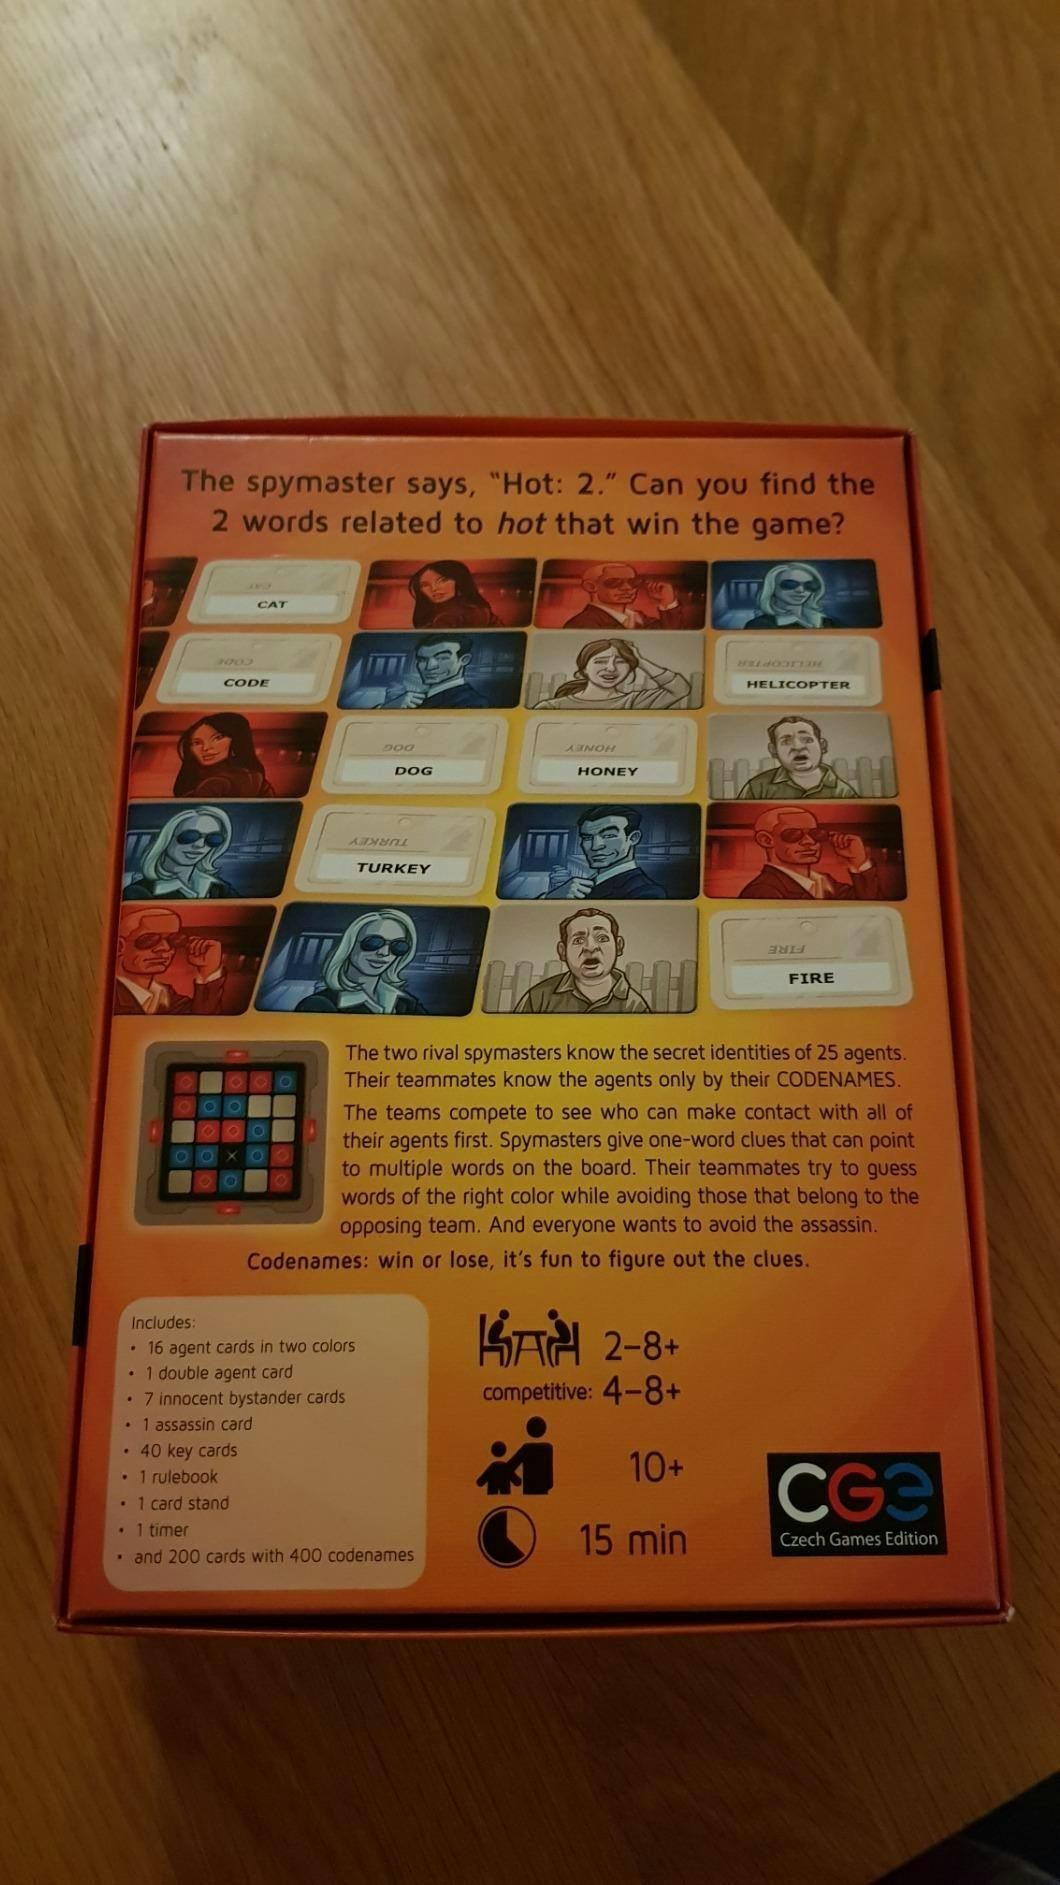 The spymaster says, “Hot: 2.” Can you find the
2 words related to hot that win the game?
CAT
CAT
CODE
CODE
HELICOPTER
HELICOPTER
DOG
DOG
HONEY
HONEY
TURKEY
TURKEY
FIRE
FIRE
The two rival spymasters know the secret identities of 25 agents.
Their teammates know the agents only by their CODENAMES.
The teams compete to see who can make contact with all of
their agents first. Spymasters give one-word clues that can point
to multiple words on the board. Their teammates try to guess
words of the right color while avoiding those that belong to the
opposing team. And everyone wants to avoid the assassin.
Codenames: win or lose, it's fun to figure out the clues.
Includes:
• 16 agent cards in two colors
• 1 double agent card
• 7 innocent bystander cards
• 1 assassin card
• 40 key cards
• 1 rulebook
• 1 card stand
• 1 timer
• and 200 cards with 400 codenames
2–8+
competitive: 4–8+
10+
15 min
CGE
Czech Games Edition